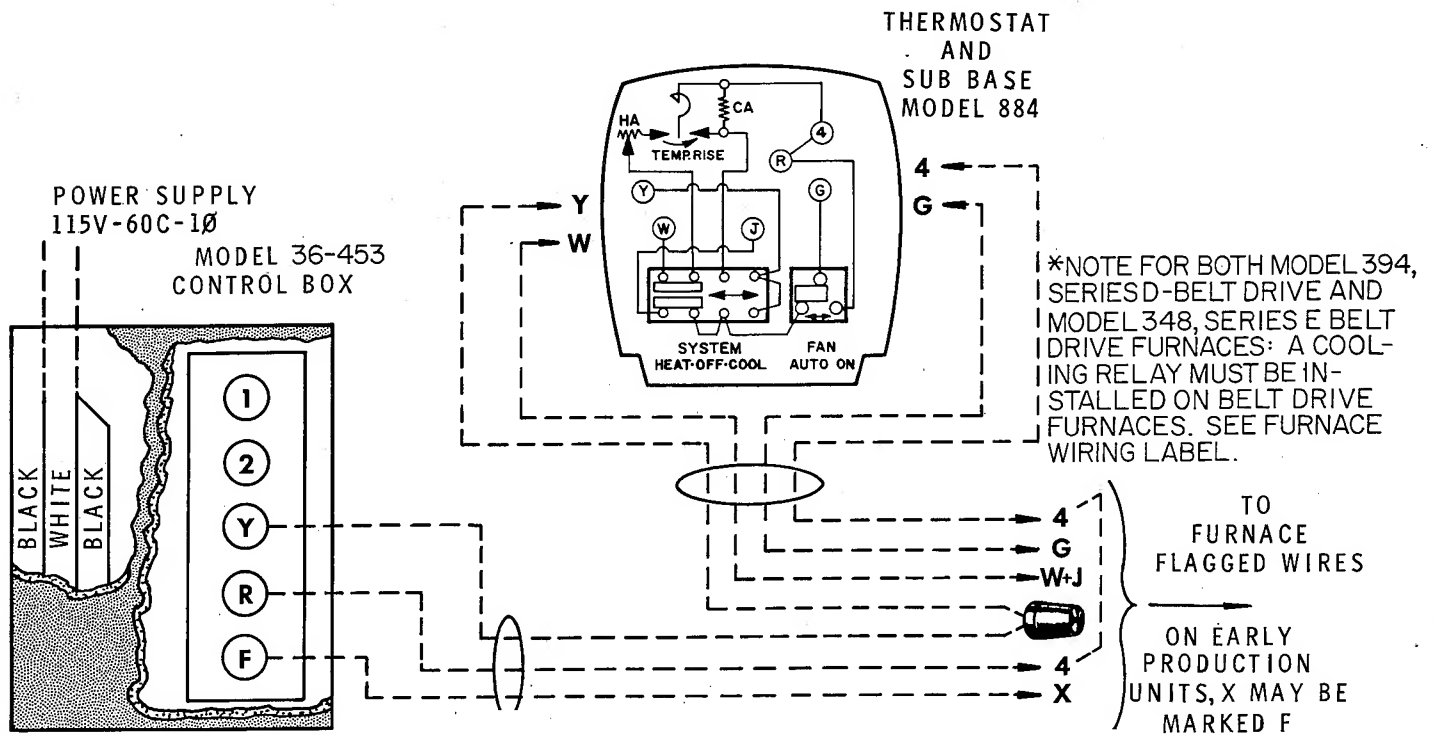 THERMOSTAT
AND
SUB BASE
MODEL 884
HA
CA
TEMP.RISE
4
R
Y
G
W
J
SYSTEM
HEAT-OFF-COOL
FAN
AUTO ON
Y
W
4
G
POWER SUPPLY
115V-60C-1Ø
MODEL 36-453
CONTROL BOX
BLACK
WHITE
BLACK
1
2
Y
R
F
*NOTE FOR BOTH MODEL 394,
SERIES D-BELT DRIVE AND
MODEL 348, SERIES E BELT
DRIVE FURNACES: A COOL-
ING RELAY MUST BE IN-
STALLED ON BELT DRIVE
FURNACES. SEE FURNACE
WIRING LABEL.
4
G
W+J
4
X
TO
FURNACE
FLAGGED WIRES
ON EARLY
PRODUCTION
UNITS, X MAY BE
MARKED F